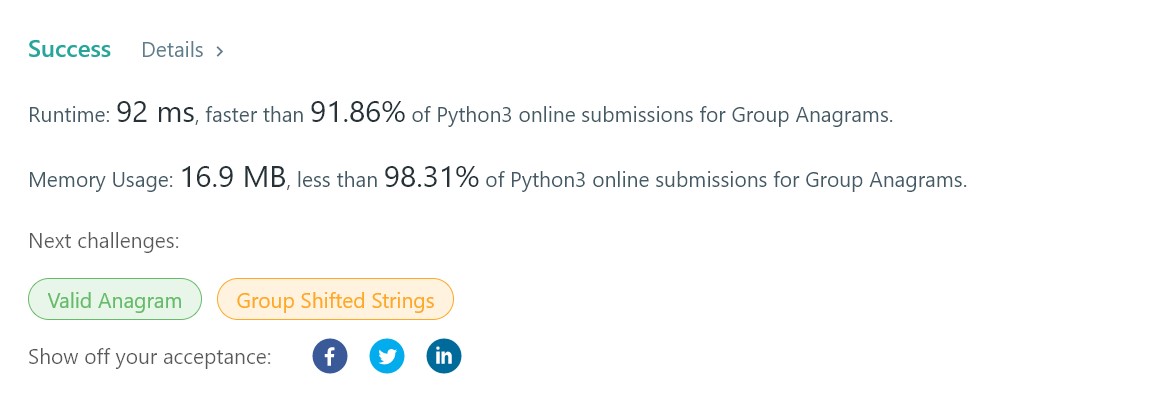 Success Details >
Runtime: 92 ms, faster than 91.86% of Python3 online submissions for Group Anagrams.
Memory Usage: 16.9 MB, less than 98.31% of Python3 online submissions for Group Anagrams.
Next challenges:
Valid Anagram Group Shifted Strings
Show off your acceptance: f in